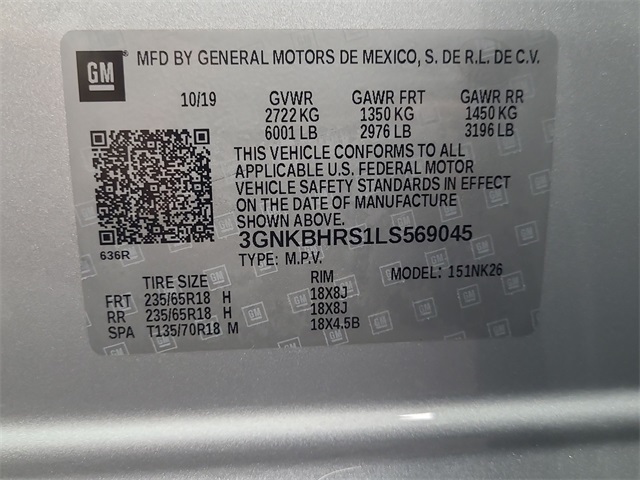 GM MFD BY GENERAL MOTORS DE MEXICO, S. DE R.L. DE C.V.
10/19 GVWR GAWR FRT GAWR RR
2722 KG 1350 KG 1450 KG
6001 LB 2976 LB 3196 LB
THIS VEHICLE CONFORMS TO ALL
APPLICABLE U.S. FEDERAL MOTOR
VEHICLE SAFETY STANDARDS IN EFFECT
ON THE DATE OF MANUFACTURE
SHOWN ABOVE.
3GNKBHRS1LS569045
636R
TYPE: M.P.V. MODEL: 151NK26
TIRE SIZE RIM
FRT 235/65R18 H 18X8J
RR 235/65R18 H 18X8J
SPA T135/70R18 M 18X4.5B